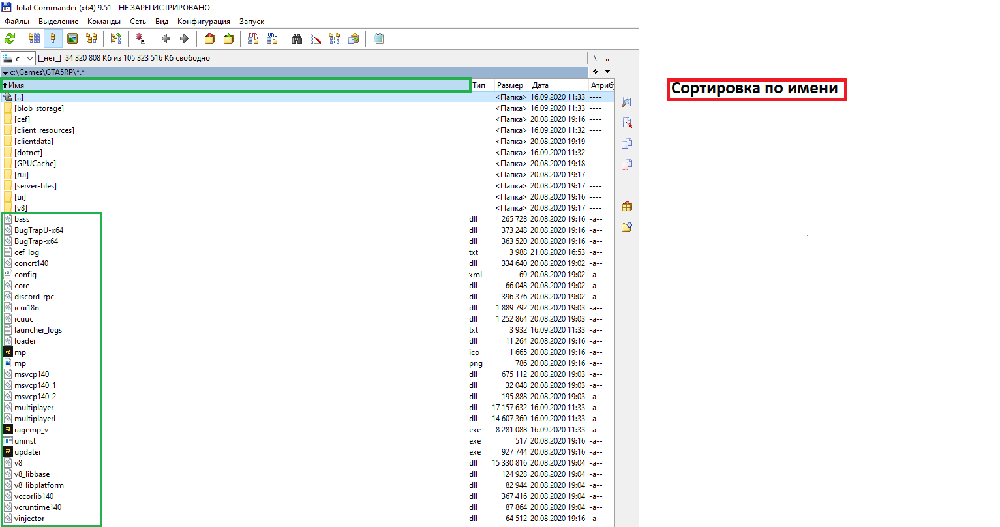 Total Commander (x64) 9.51 - НЕ ЗАРЕГИСТРИРОВАНО
Файлы Выделение Команды Сеть Вид Конфигурация Запуск
FTP URL
c [_нет_] 34 320 808 Кб из 105 323 516 Кб свободно \ ..
c:\Games\GTA5RP\*.* *
Имя Тип Размер Дата Атрибу
Сортировка по имени
[..] <Папка> 16.09.2020 11:33 ----
[blob_storage] <Папка> 16.09.2020 11:33 ----
[cef] <Папка> 20.08.2020 19:16 ----
[client_resources] <Папка> 16.09.2020 11:32 ----
[clientdata] <Папка> 20.08.2020 19:19 ----
[dotnet] <Папка> 16.09.2020 11:32 ----
[GPUCache] <Папка> 20.08.2020 19:18 ----
[rui] <Папка> 20.08.2020 19:17 ----
[server-files] <Папка> 20.08.2020 19:17 ----
[ui] <Папка> 20.08.2020 19:16 ----
[v8] <Папка> 20.08.2020 19:17 ----
bass dll 265 728 20.08.2020 19:16 -a--
BugTrapU-x64 dll 373 248 20.08.2020 19:16 -a--
BugTrap-x64 dll 363 520 20.08.2020 19:16 -a--
cef_log txt 3 988 21.08.2020 16:53 -a--
concrt140 dll 334 640 20.08.2020 19:02 -a--
config xml 69 20.08.2020 19:02 -a--
core dll 66 048 20.08.2020 19:02 -a--
discord-rpc dll 396 376 20.08.2020 19:02 -a--
icui18n dll 1 889 792 20.08.2020 19:03 -a--
icuuc dll 1 252 864 20.08.2020 19:03 -a--
launcher_logs txt 3 932 16.09.2020 11:33 -a--
loader dll 11 264 20.08.2020 19:16 -a--
mp ico 1 665 20.08.2020 19:16 -a--
mp png 786 20.08.2020 19:16 -a--
msvcp140 dll 675 112 20.08.2020 19:03 -a--
msvcp140_1 dll 32 048 20.08.2020 19:03 -a--
msvcp140_2 dll 195 888 20.08.2020 19:03 -a--
multiplayer dll 17 157 632 16.09.2020 11:33 -a--
multiplayerL dll 14 607 360 16.09.2020 11:33 -a--
ragemp_v exe 8 281 088 16.09.2020 11:33 -a--
uninst exe 517 20.08.2020 19:16 -a--
updater exe 927 744 20.08.2020 19:16 -a--
v8 dll 15 330 816 20.08.2020 19:04 -a--
v8_libbase dll 124 928 20.08.2020 19:04 -a--
v8_libplatform dll 82 944 20.08.2020 19:04 -a--
vccorlib140 dll 367 416 20.08.2020 19:04 -a--
vcruntime140 dll 87 864 20.08.2020 19:04 -a--
vinjector dll 64 512 20.08.2020 19:16 -a--